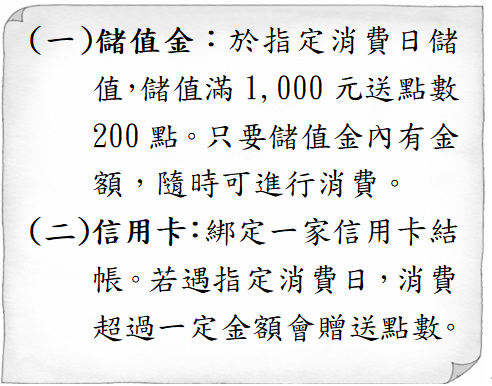 (一)儲值金：於指定消費日儲
值，儲值滿 1,000 元送點數
200 點。只要儲值金內有金
額，隨時可進行消費。
(二)信用卡：綁定一家信用卡結
帳。若遇指定消費日，消費
超過一定金額會贈送點數。